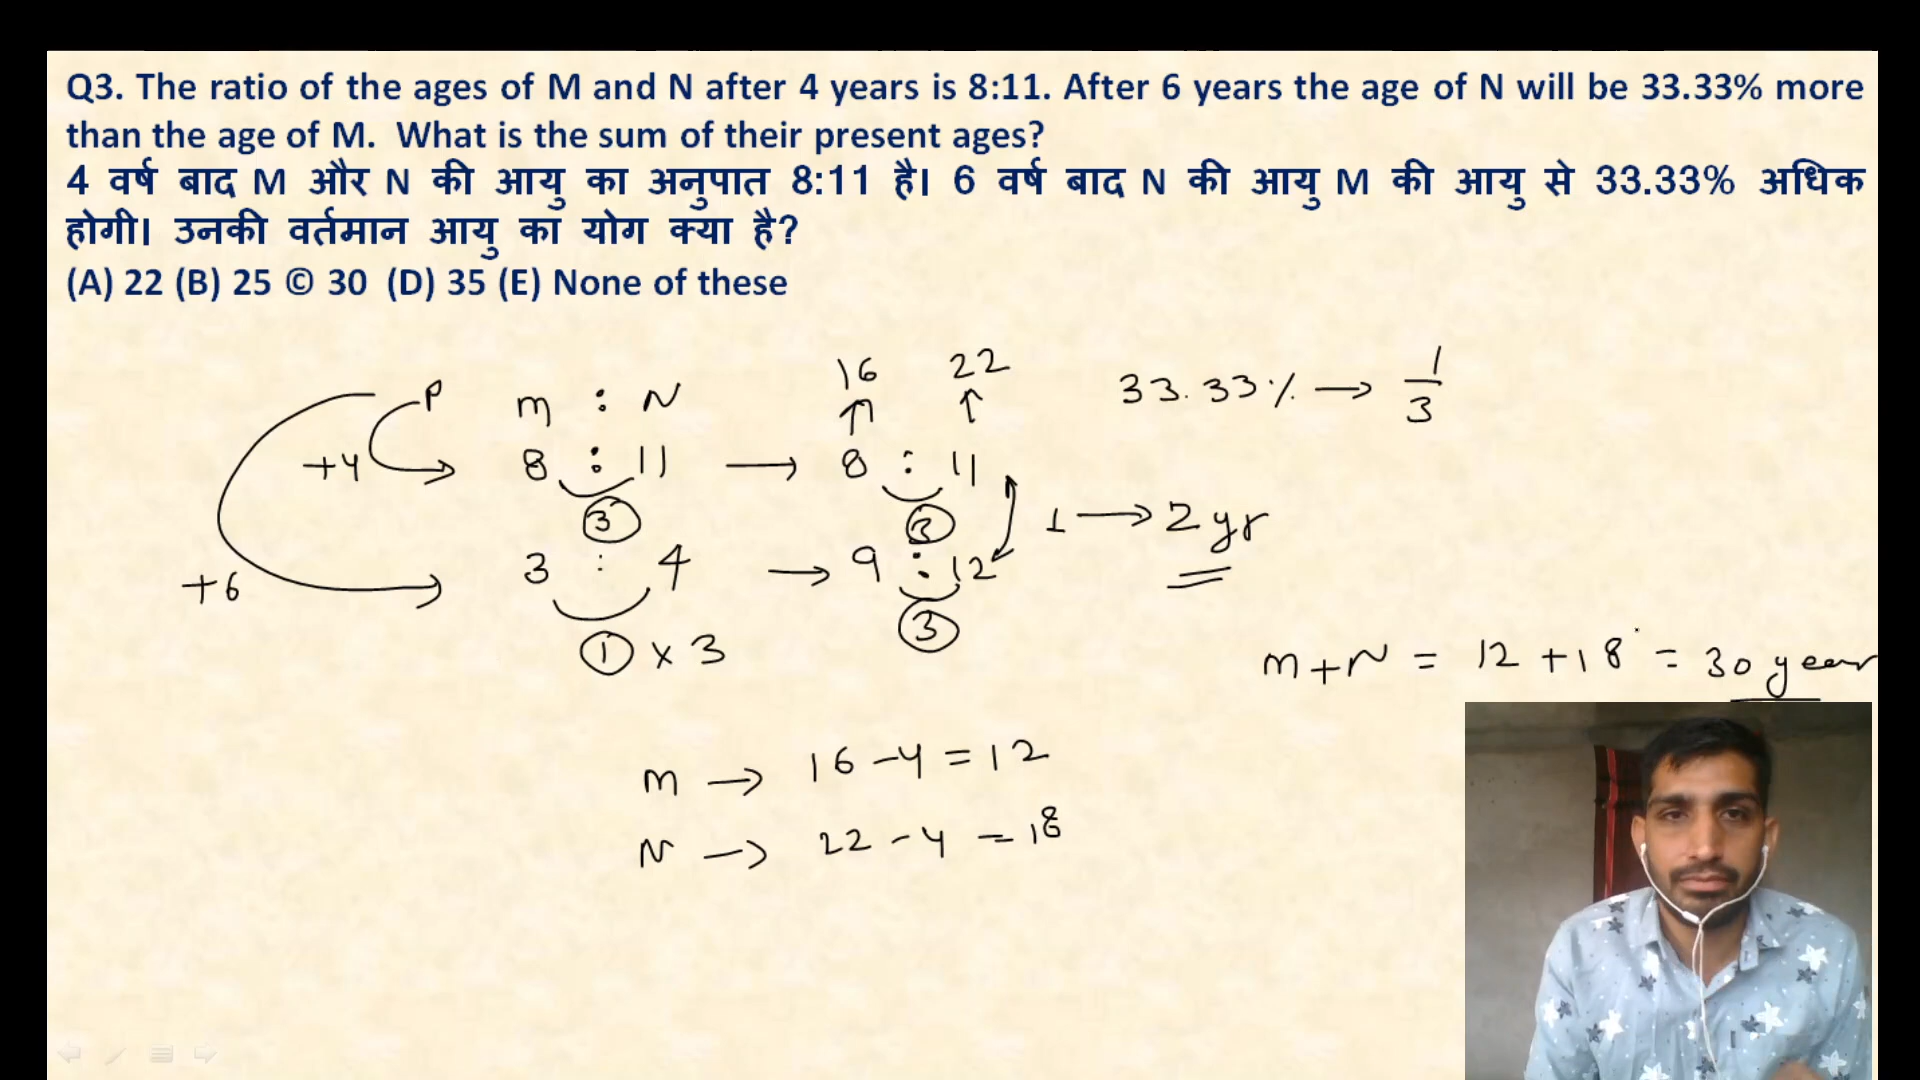 Q3. The ratio of the ages of M and N after 4 years is 8:11. After 6 years the age of N will be 33.33% more
than the age of M. What is the sum of their present ages?
4 वर्ष बाद M और N की आयु का अनुपात 8:11 है। 6 वर्ष बाद N की आयु M की आयु से 33.33% अधिक
होगी। उनकी वर्तमान आयु का योग क्या है?
(A) 22 (B) 25 © 30 (D) 35 (E) None of these
16 22
P m : N ↑ ↑ 33.33% → 1/3
+4 → 8 : 11 → 8 : 11
3 3 1 → 2 yr
+6 → 3 : 4 → 9 : 12
1 × 3 3
m+N = 12 + 18 = 30 year
m → 16 - 4 = 12
N → 22 - 4 = 18